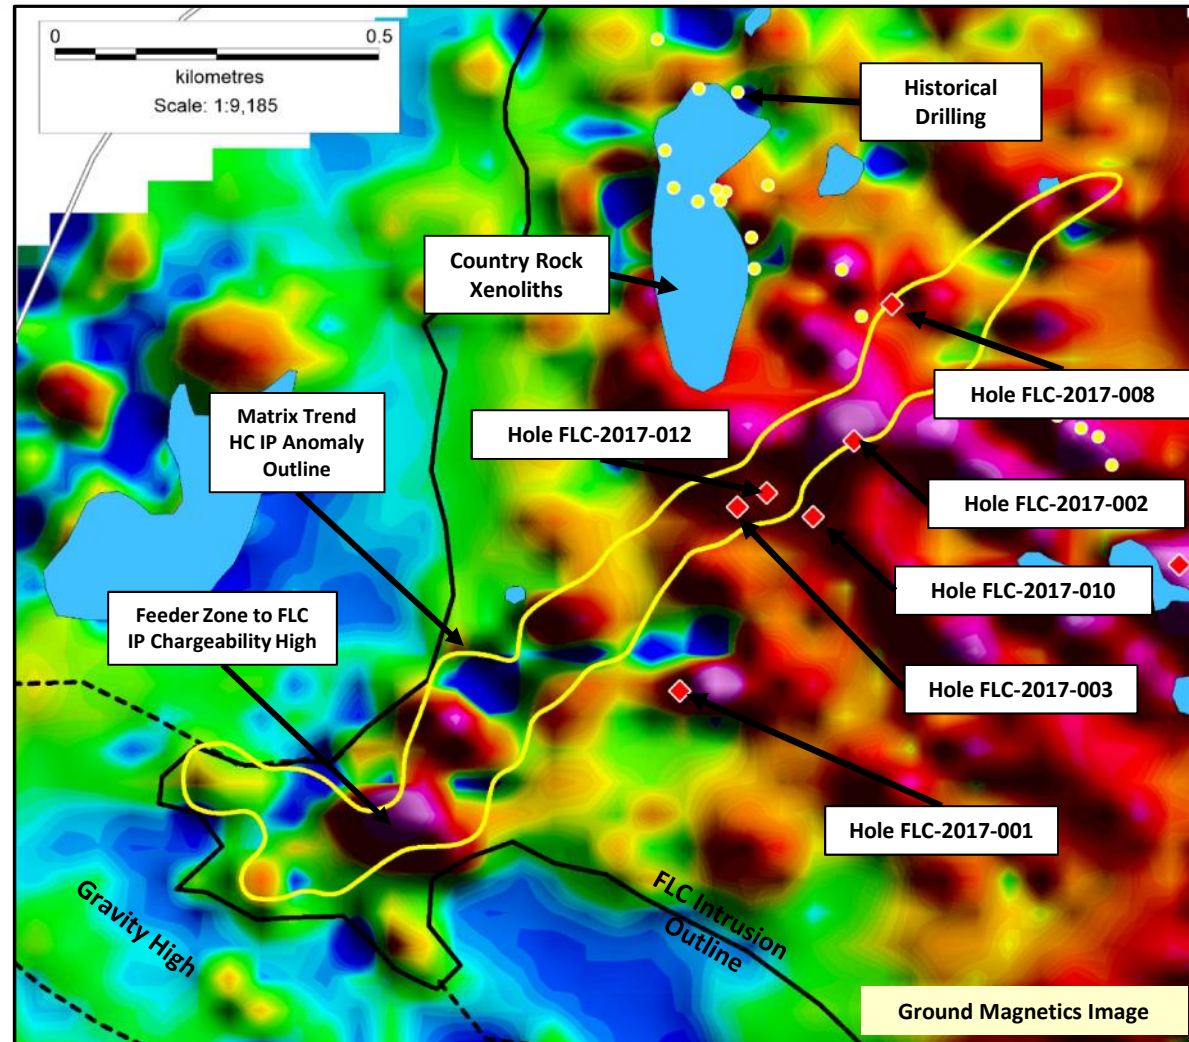 0 0.5
kilometres
Scale: 1:9,185
Historical
Drilling
Country Rock
Xenoliths
Hole FLC-2017-008
Matrix Trend
HC IP Anomaly
Outline
Hole FLC-2017-012
Hole FLC-2017-002
Hole FLC-2017-010
Feeder Zone to FLC
IP Chargeability High
Hole FLC-2017-003
Hole FLC-2017-001
Gravity High
FLC Intrusion
Outline
Ground Magnetics Image